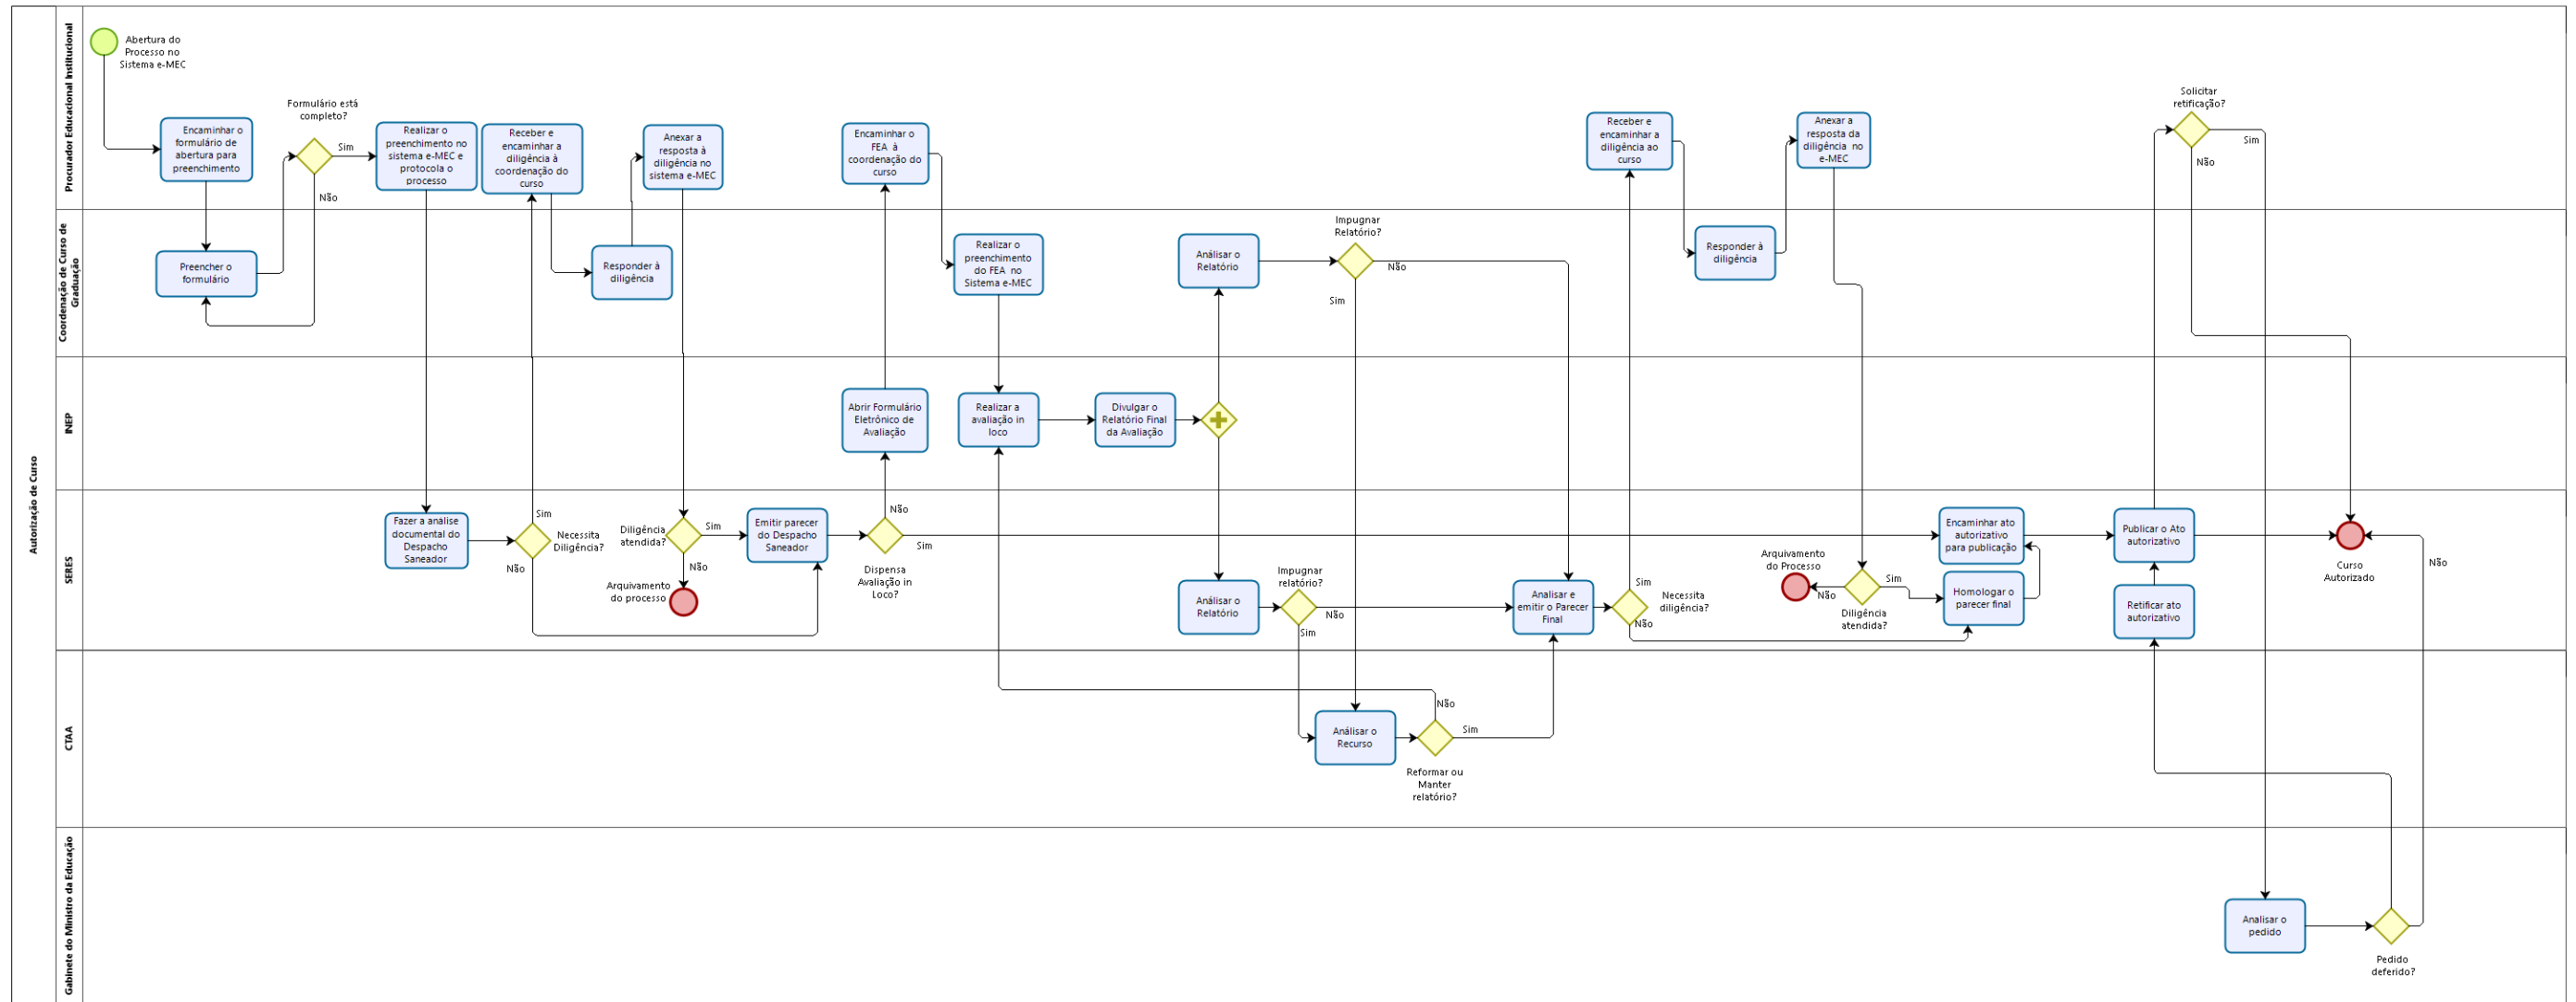 Autorização de Curso
Procurador Educacional Institucional
Abertura do
Processo no
Sistema e-MEC
Encaminhar o
formulário de
abertura para
preenchimento
Formulário está
completo?
Sim
Não
Realizar o
preenchimento no
sistema e-MEC e
protocola o
processo
Receber e
encaminhar a
diligência à
coordenação do
curso
Anexar a
resposta à
diligência no
sistema e-MEC
Encaminhar o
FEA à
coordenação do
curso
Receber e
encaminhar a
diligência ao
curso
Anexar a
resposta da
diligência no
e-MEC
Solicitar
retificação?
Sim
Não
Coordenação de Curso de
Graduação
Preencher o
formulário
Responder à
diligência
Realizar o
preenchimento
do FEA no
Sistema e-MEC
Análisar o
Relatório
Impugnar
Relatório?
Não
Sim
Responder à
diligência
INEP
Abrir Formulário
Eletrônico de
Avaliação
Realizar a
avaliação in
loco
Divulgar o
Relatório Final
da Avaliação
SERES
Fazer a análise
documental do
Despacho
Saneador
Sim
Necessita
Diligência?
Não
Diligência
atendida?
Sim
Não
Arquivamento
do processo
Emitir parecer
do Despacho
Saneador
Não
Sim
Dispensa
Avaliação in
Loco?
Análisar o
Relatório
Impugnar
relatório?
Não
Sim
Analisar e
emitir o Parecer
Final
Sim
Necessita
diligência?
Não
Arquivamento
do Processo
Não
Sim
Diligência
atendida?
Encaminhar ato
autorizativo
para publicação
Homologar o
parecer final
Publicar o Ato
autorizativo
Retificar ato
autorizativo
Curso
Autorizado
Não
CTAA
Análisar o
Recurso
Não
Sim
Reformar ou
Manter
relatório?
Gabinete do Ministro da Educação
Analisar o
pedido
Pedido
deferido?